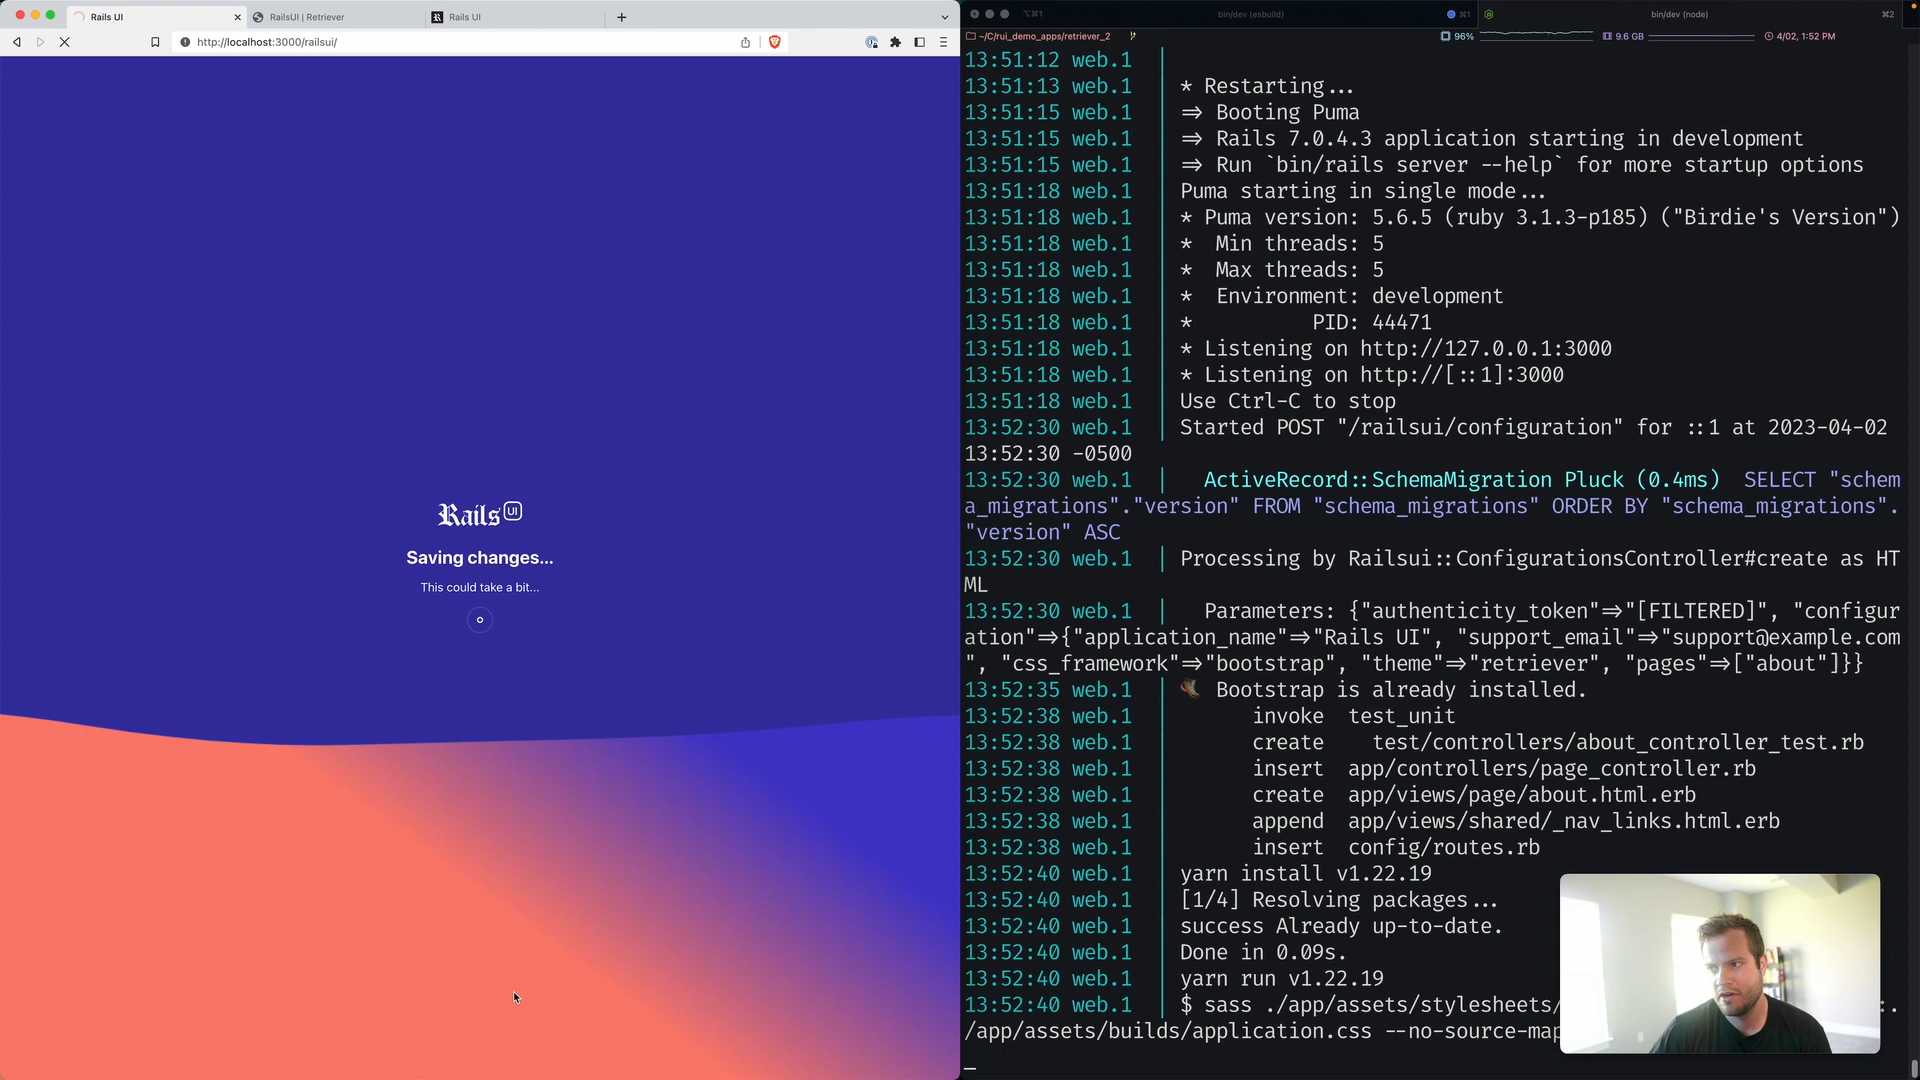 Rails UI
RailsUI | Retriever
Rails UI
http://localhost:3000/railsui/
Rails UI
Saving changes...
This could take a bit...
⌥⌘1
bin/dev (esbuild)
⌘1
bin/dev (node)
⌘2
~/C/rui_demo_apps/retriever_2
96%
9.6 GB
4/02, 1:52 PM
13:51:12 web.1 |
13:51:13 web.1 | * Restarting...
13:51:15 web.1 | => Booting Puma
13:51:15 web.1 | => Rails 7.0.4.3 application starting in development
13:51:15 web.1 | => Run `bin/rails server --help` for more startup options
13:51:18 web.1 | Puma starting in single mode...
13:51:18 web.1 | * Puma version: 5.6.5 (ruby 3.1.3-p185) ("Birdie's Version")
13:51:18 web.1 | *  Min threads: 5
13:51:18 web.1 | *  Max threads: 5
13:51:18 web.1 | *  Environment: development
13:51:18 web.1 | *          PID: 44471
13:51:18 web.1 | * Listening on http://127.0.0.1:3000
13:51:18 web.1 | * Listening on http://[::1]:3000
13:51:18 web.1 | Use Ctrl-C to stop
13:52:30 web.1 | Started POST "/railsui/configuration" for ::1 at 2023-04-02
13:52:30 -0500
13:52:30 web.1 |   ActiveRecord::SchemaMigration Pluck (0.4ms)  SELECT "schem
a_migrations"."version" FROM "schema_migrations" ORDER BY "schema_migrations".
"version" ASC
13:52:30 web.1 | Processing by Railsui::ConfigurationsController#create as HT
ML
13:52:30 web.1 |   Parameters: {"authenticity_token"=>"[FILTERED]", "configur
ation"=>{"application_name"=>"Rails UI", "support_email"=>"support@example.com
", "css_framework"=>"bootstrap", "theme"=>"retriever", "pages"=>["about"]}}
13:52:35 web.1 | 🥾 Bootstrap is already installed.
13:52:38 web.1 |       invoke  test_unit
13:52:38 web.1 |       create    test/controllers/about_controller_test.rb
13:52:38 web.1 |       insert  app/controllers/page_controller.rb
13:52:38 web.1 |       create  app/views/page/about.html.erb
13:52:38 web.1 |       append  app/views/shared/_nav_links.html.erb
13:52:38 web.1 |       insert  config/routes.rb
13:52:40 web.1 | yarn install v1.22.19
13:52:40 web.1 | [1/4] Resolving packages...
13:52:40 web.1 | success Already up-to-date.
13:52:40 web.1 | Done in 0.09s.
13:52:40 web.1 | yarn run v1.22.19
13:52:40 web.1 | $ sass ./app/assets/stylesheets/ :.
/app/assets/builds/application.css --no-source-map